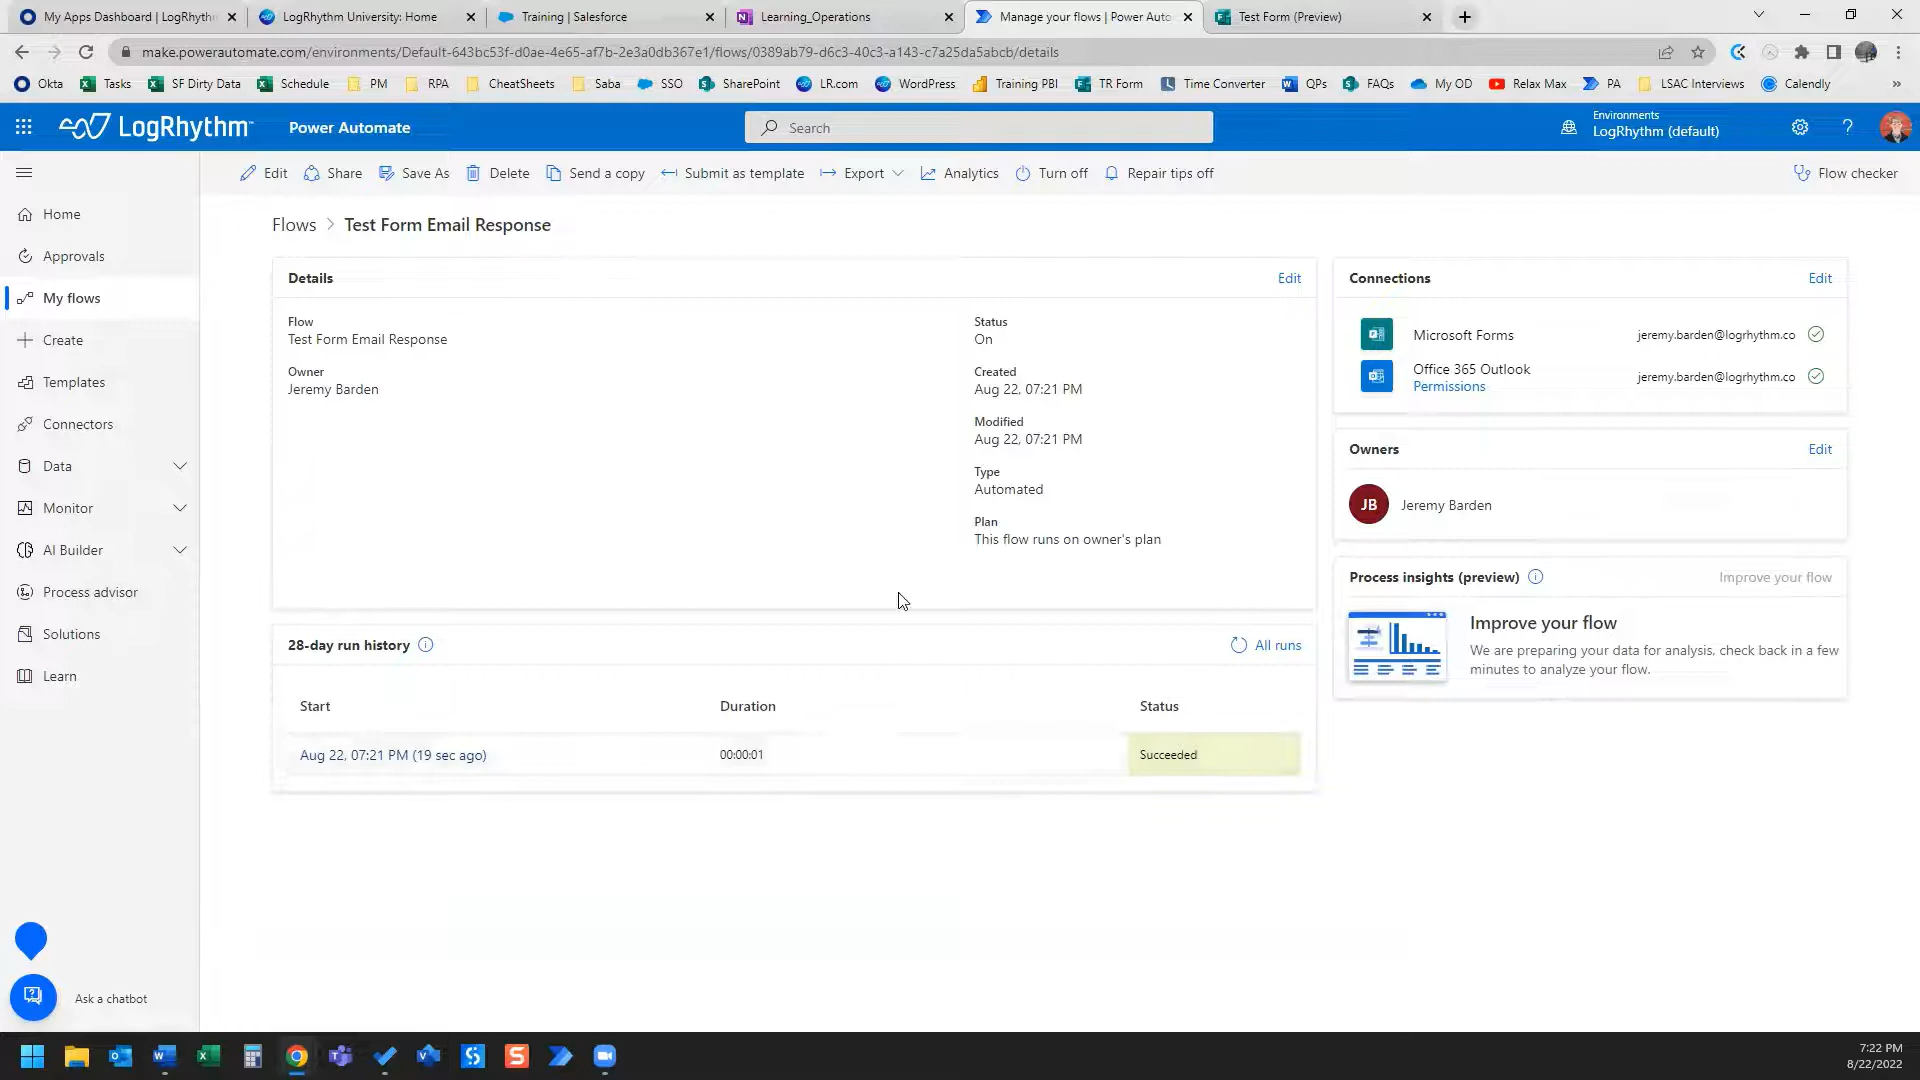 My Apps Dashboard | LogRhythm
LogRhythm University: Home
Training | Salesforce
Learning_Operations
Manage your flows | Power Auto
Test Form (Preview)
make.powerautomate.com/environments/Default-643bc53f-d0ae-4e65-af7b-2e3a0db367e1/flows/0389ab79-d6c3-40c3-a143-c7a25da5abcb/details
Okta
Tasks
SF Dirty Data
Schedule
PM
RPA
CheatSheets
Saba
SSO
SharePoint
LR.com
WordPress
Training PBI
TR Form
Time Converter
QPs
FAQs
My OD
Relax Max
PA
LSAC Interviews
Calendly
LogRhythm
Power Automate
Search
Environments
LogRhythm (default)
Edit
Share
Save As
Delete
Send a copy
Submit as template
Export
Analytics
Turn off
Repair tips off
Flow checker
Home
Approvals
My flows
Create
Templates
Connectors
Data
Monitor
AI Builder
Process advisor
Solutions
Learn
Ask a chatbot
Flows > Test Form Email Response
Details
Edit
Flow
Test Form Email Response
Owner
Jeremy Barden
Status
On
Created
Aug 22, 07:21 PM
Modified
Aug 22, 07:21 PM
Type
Automated
Plan
This flow runs on owner's plan
28-day run history
All runs
Start
Duration
Status
Aug 22, 07:21 PM (19 sec ago)
00:00:01
Succeeded
Connections
Edit
Microsoft Forms
jeremy.barden@logrhythm.co
Office 365 Outlook
Permissions
jeremy.barden@logrhythm.co
Owners
Edit
JB
Jeremy Barden
Process insights (preview)
Improve your flow
Improve your flow
We are preparing your data for analysis, check back in a few
minutes to analyze your flow.
7:22 PM
8/22/2022